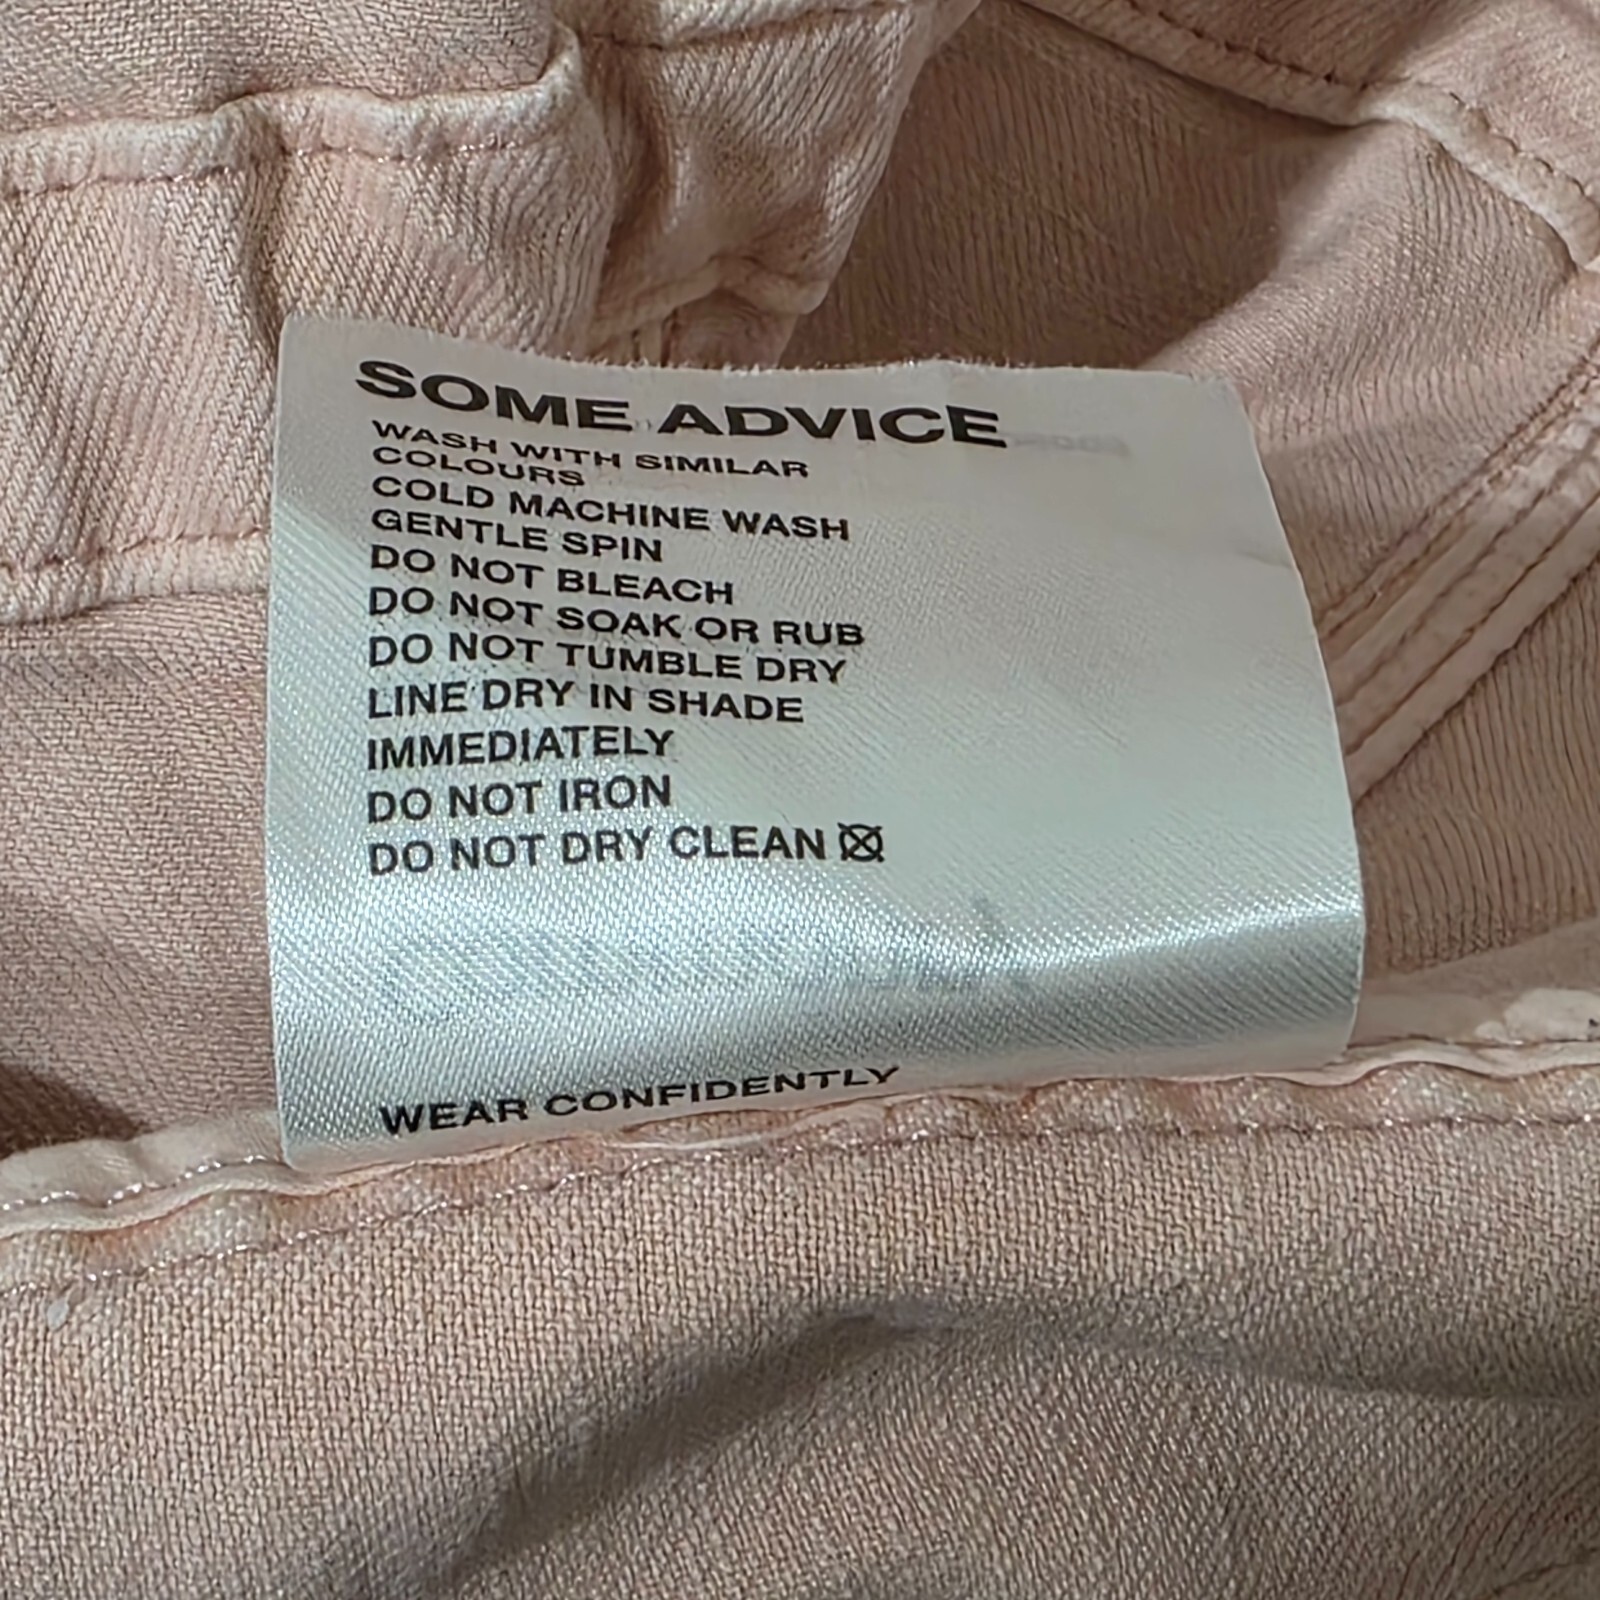 SOME ADVICE
WASH WITH SIMILAR
COLOURS
COLD MACHINE WASH
GENTLE SPIN
DO NOT BLEACH
DO NOT SOAK OR RUB
DO NOT TUMBLE DRY
LINE DRY IN SHADE
IMMEDIATELY
DO NOT IRON
DO NOT DRY CLEAN
WEAR CONFIDENTLY